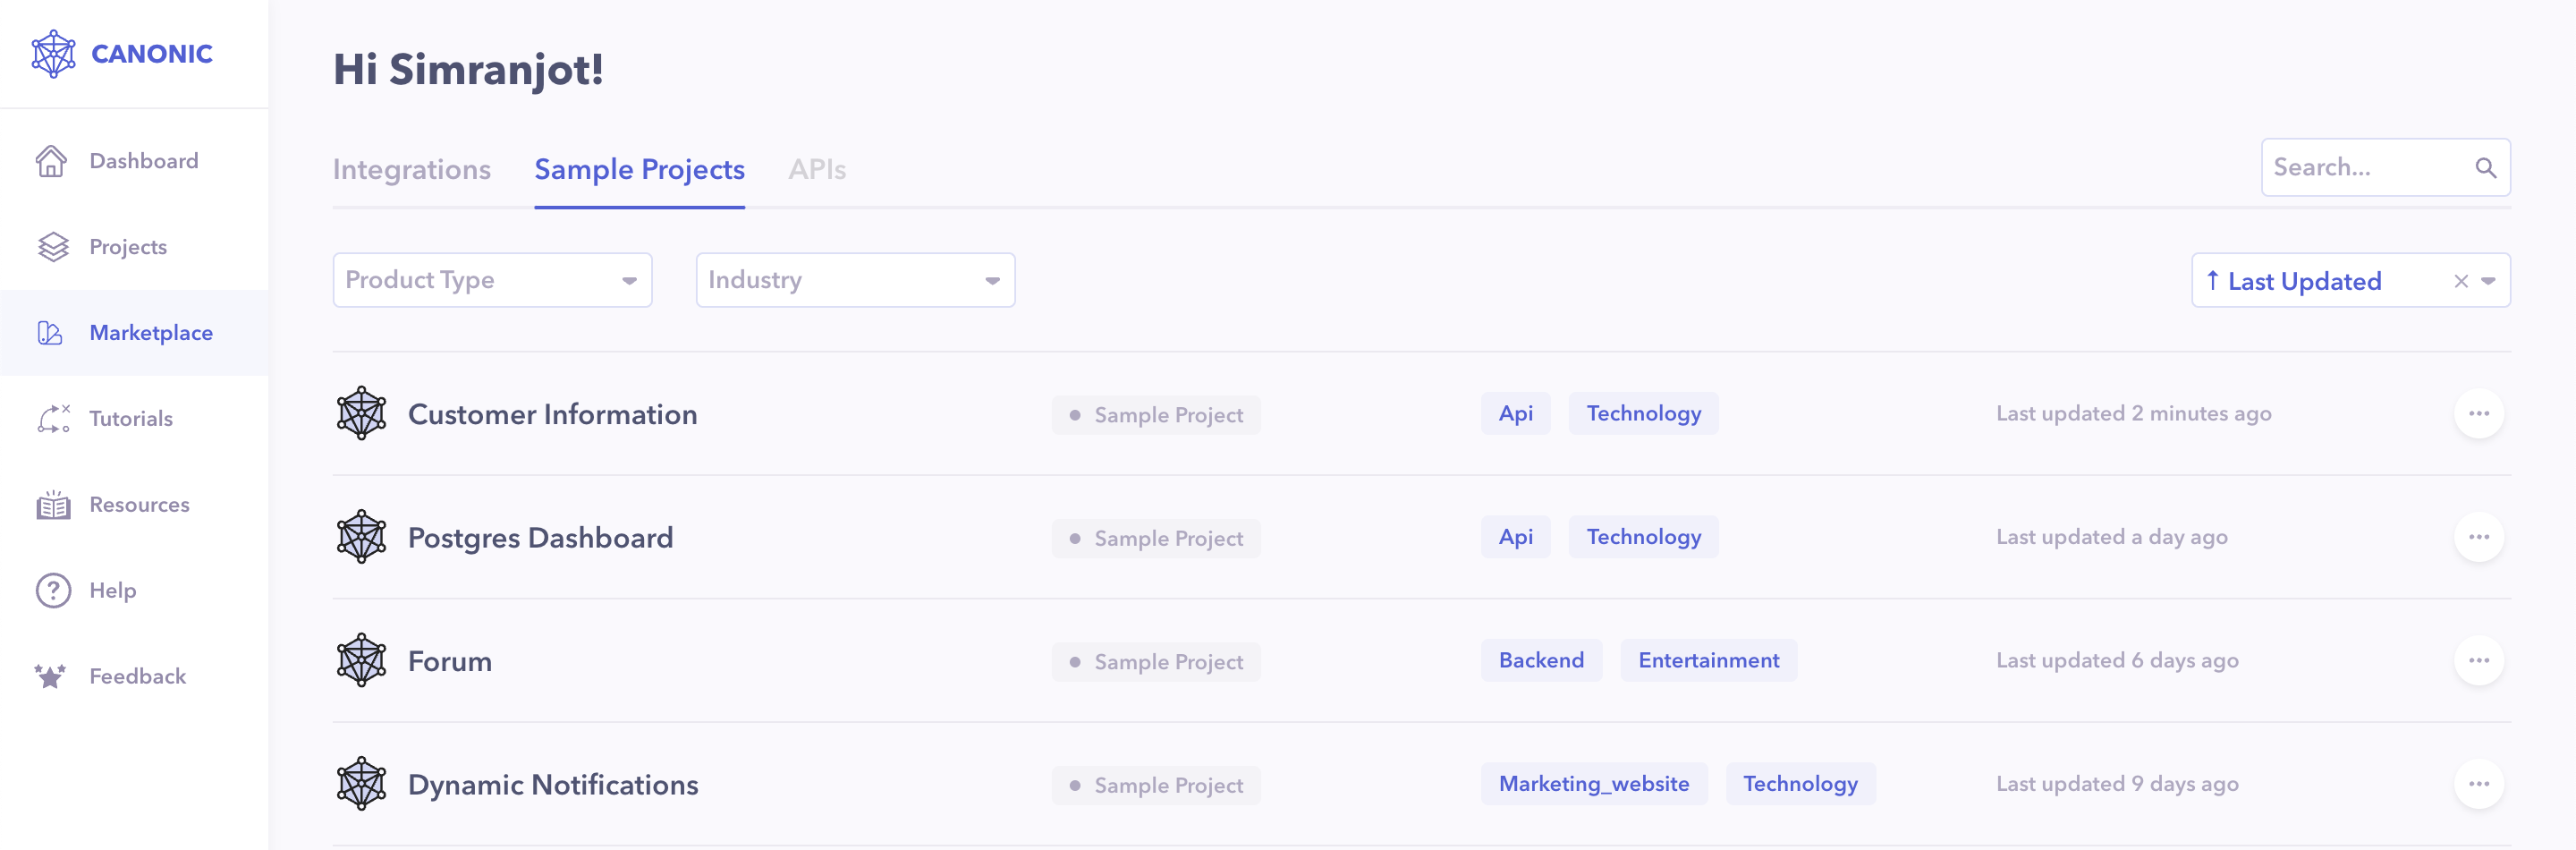 CANONIC
Dashboard
Projects
Marketplace
Tutorials
Resources
Help
Feedback
Hi Simranjot!
Integrations Sample Projects APIs
Search...
Product Type Industry ↑ Last Updated
Customer Information Sample Project Api Technology Last updated 2 minutes ago
Postgres Dashboard Sample Project Api Technology Last updated a day ago
Forum Sample Project Backend Entertainment Last updated 6 days ago
Dynamic Notifications Sample Project Marketing_website Technology Last updated 9 days ago